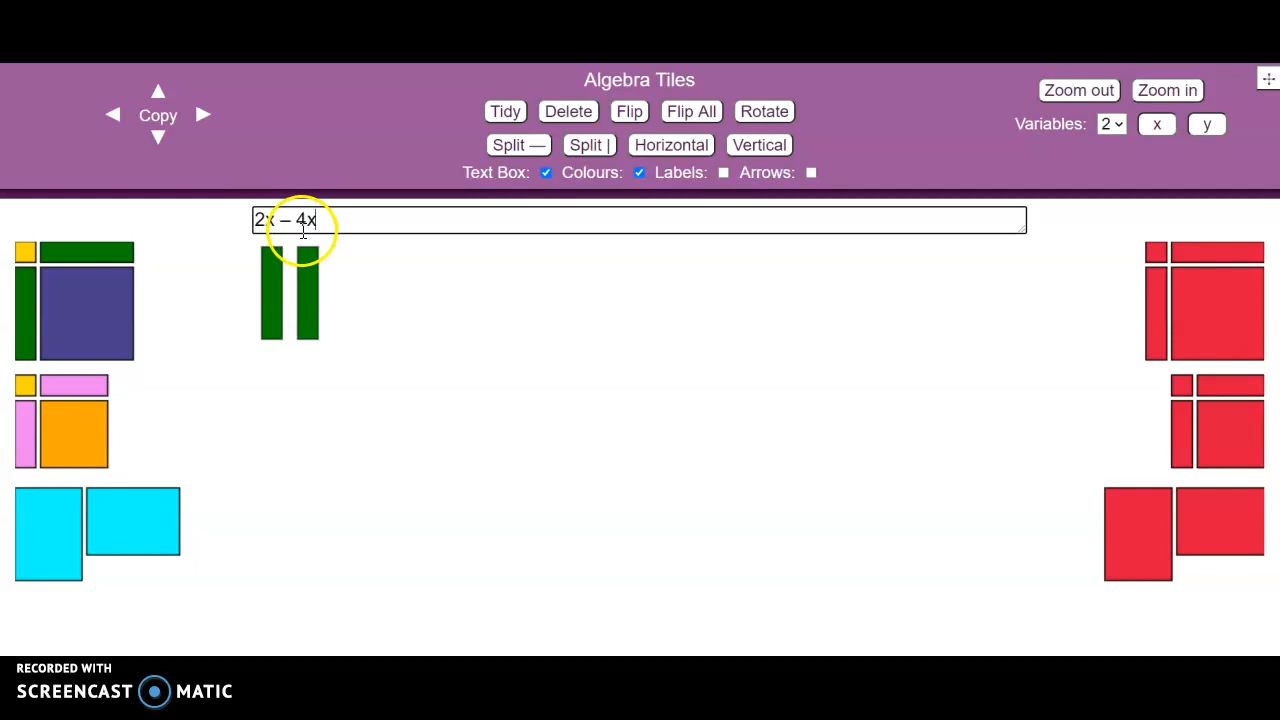 Algebra Tiles
Copy
Tidy Delete Flip Flip All Rotate
Split — Split | Horizontal Vertical
Text Box: Colours: Labels: Arrows:
Zoom out Zoom in
Variables: 2 x y
2x – 4x
RECORDED WITH
SCREENCAST MATIC